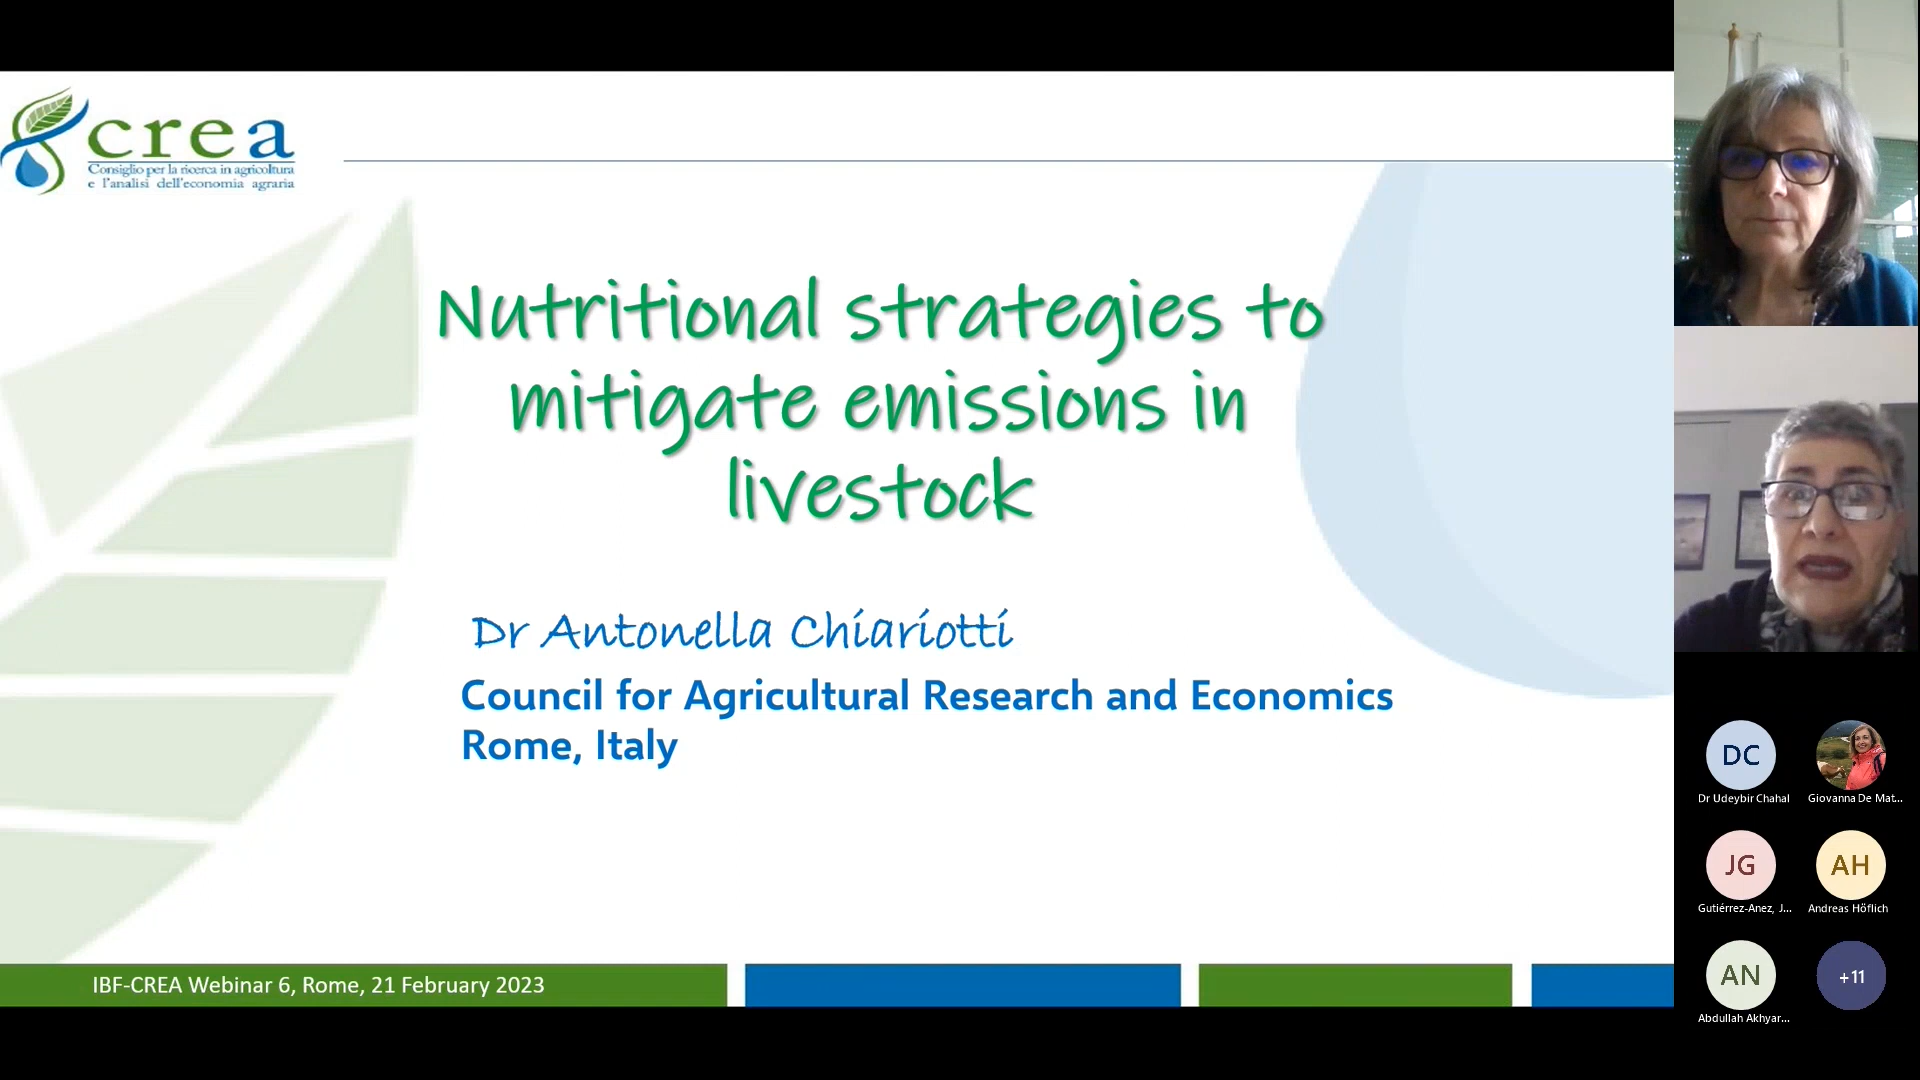 crea
Consiglio per la ricerca in agricoltura
e l'analisi dell'economia agraria
Nutritional strategies to
mitigate emissions in
livestock
Dr Antonella Chiariotti
Council for Agricultural Research and Economics
Rome, Italy
IBF-CREA Webinar 6, Rome, 21 February 2023
DC
Dr Udeybir Chahal
Giovanna De Mat...
JG
AH
Gutiérrez-Anez, J...
Andreas Höflich
AN
+11
Abdullah Akhyar...